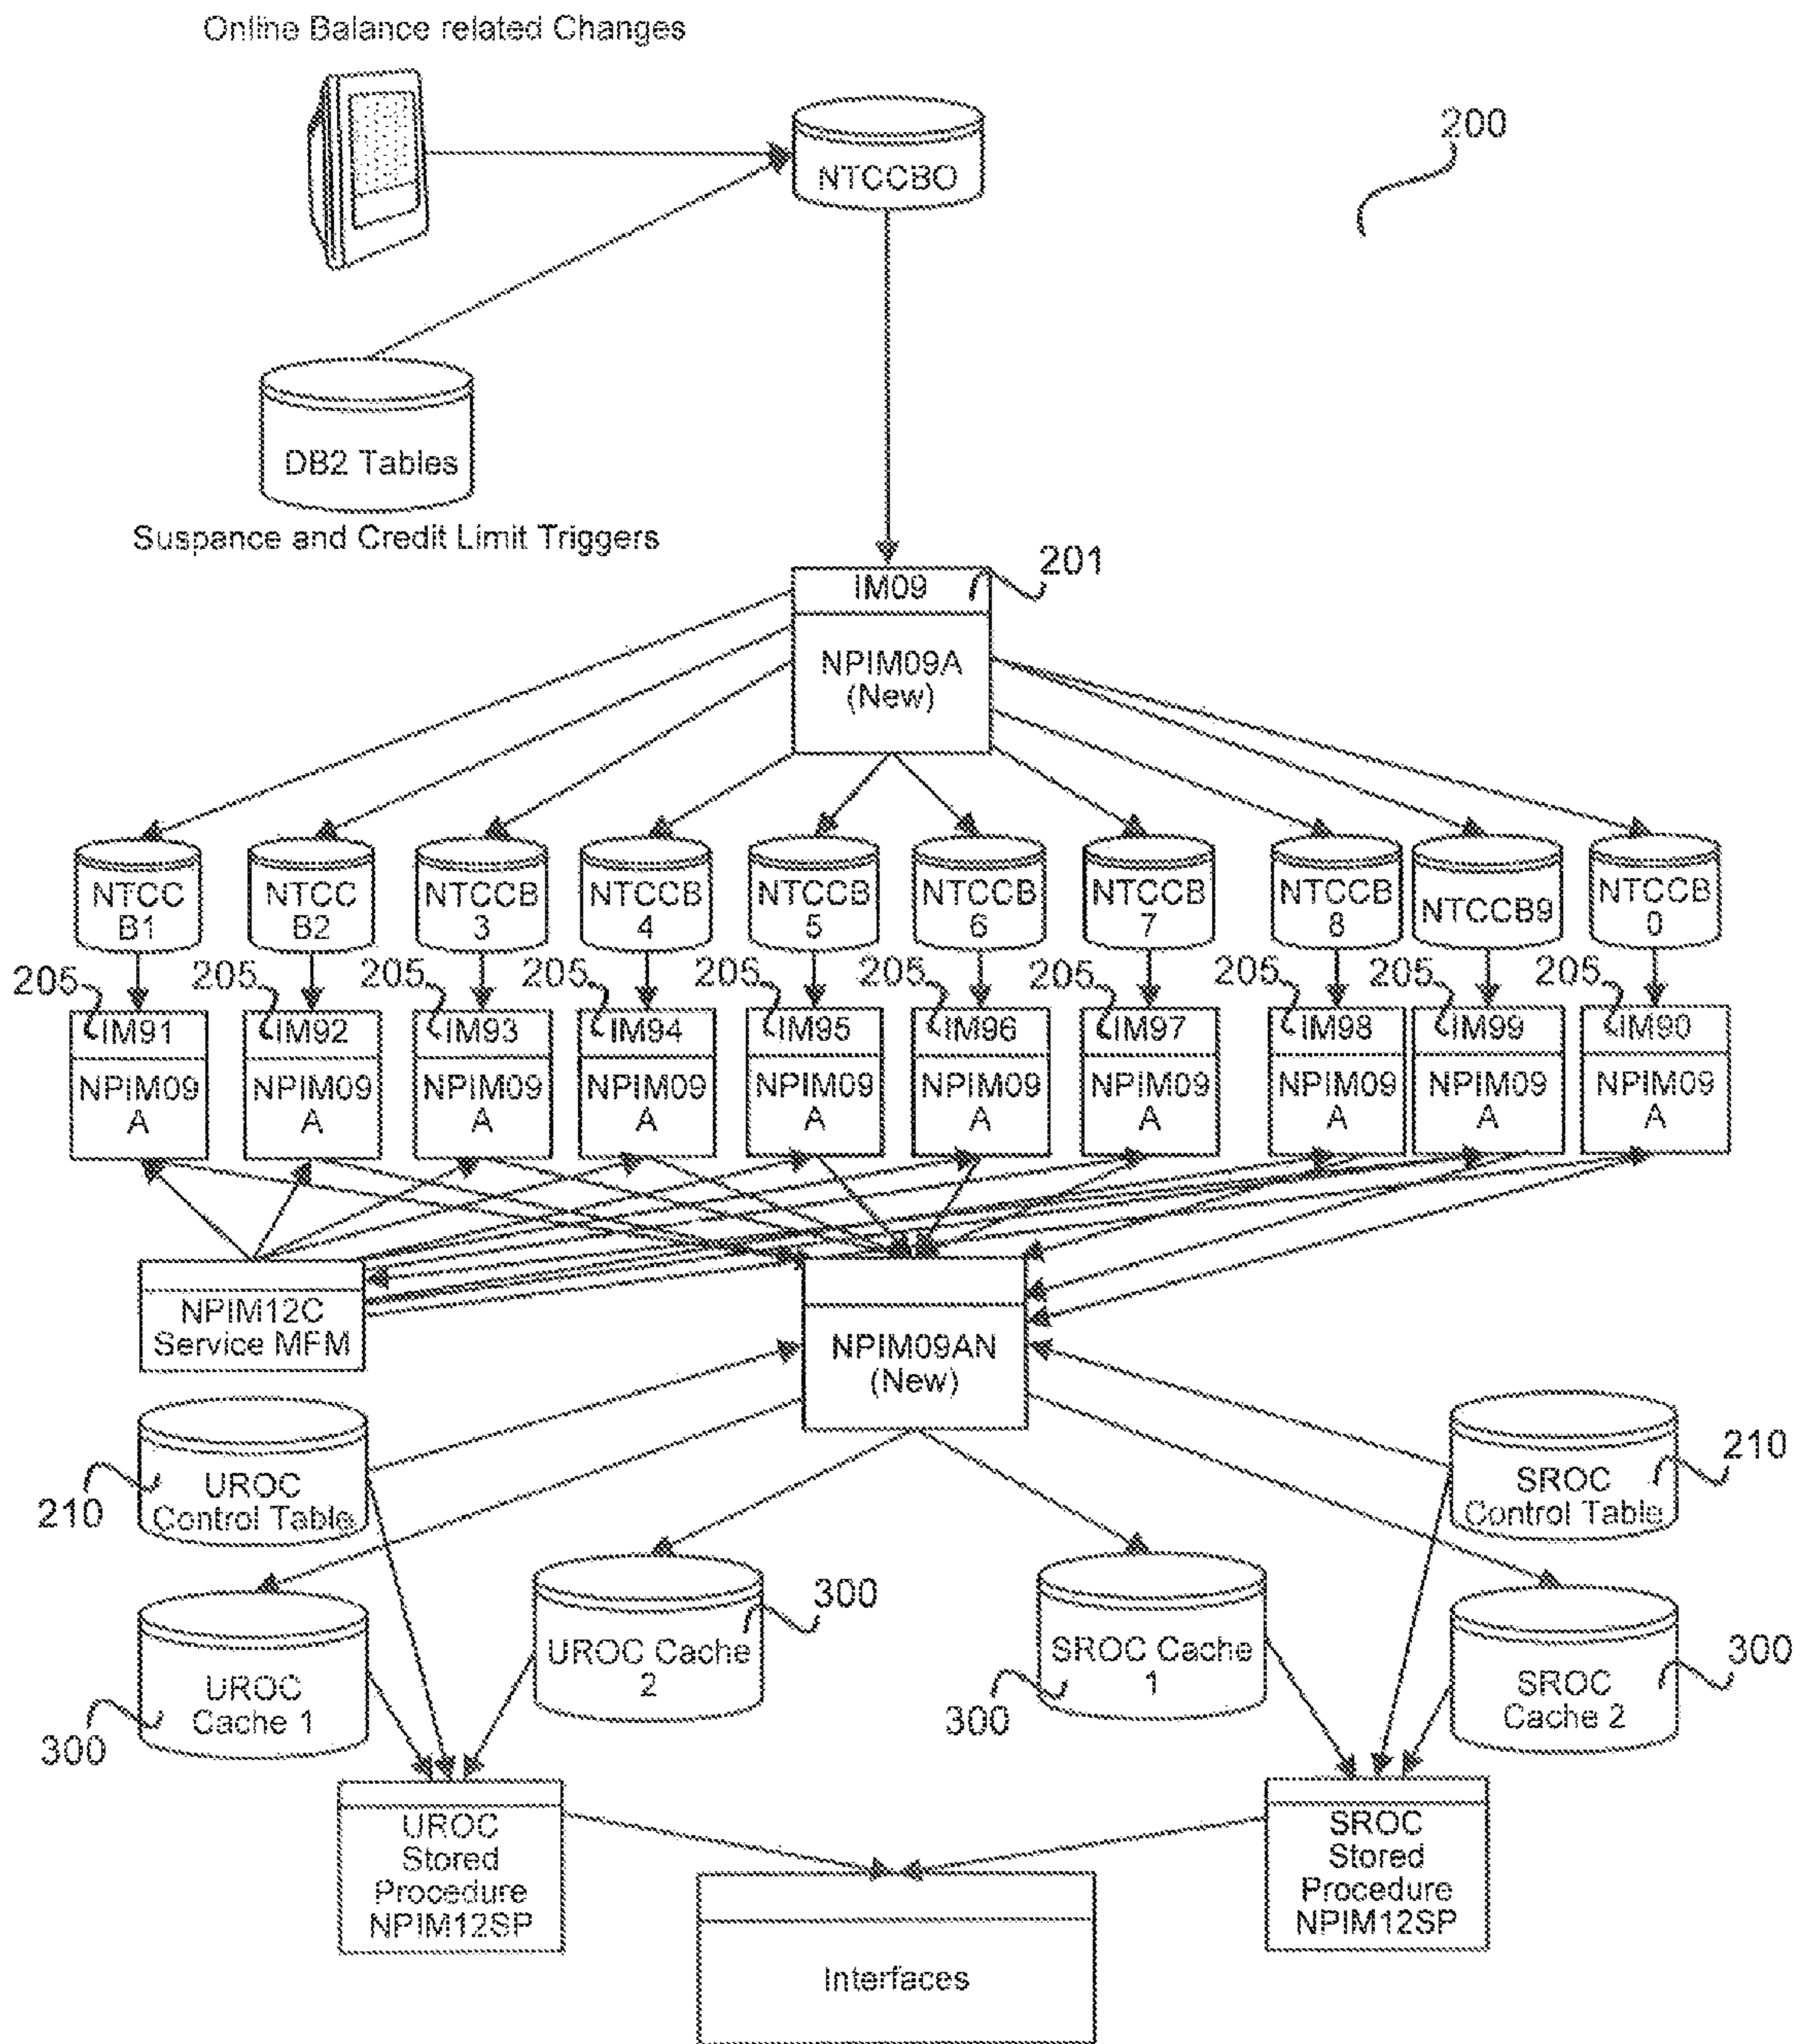 Online Balance related Changes
200
NTCCBO
DB2 Tables
Suspance and Credit Limit Triggers
201
IM09
NPIM09A
(New)
NTCC
B1
NTCC
B2
NTCCB
3
NTCCB
4
NTCCB
5
NTCCB
6
NTCCB
7
NTCCB
8
NTCCB9
NTCCB
0
205
205
205
205
205
205
205
205
205
205
IM91
IM92
IM93
IM94
IM95
IM96
IM97
IM98
IM99
IM90
NPIM09
A
NPIM09
A
NPIM09
A
NPIM09
A
NPIM09
A
NPIM09
A
NPIM09
A
NPIM09
A
NPIM09
A
NPIM09
A
NPIM12C
Service MFM
NPIM09AN
(New)
UROC
Control Table
210
SROC
Control Table
210
UROC
Cache 1
300
UROC Cache
2
300
SROC Cache
1
300
SROC
Cache 2
300
UROC
Stored
Procedure
NPIM12SP
SROC
Stored
Procedure
NPIM12SP
Interfaces